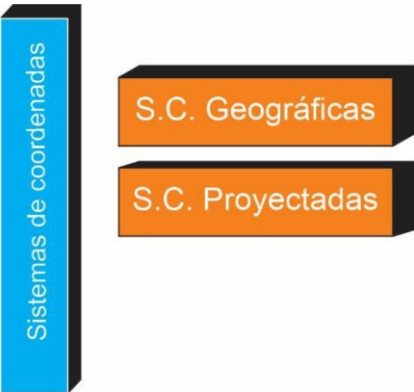 Sistemas de coordenadas
S.C. Geográficas
S.C. Proyectadas